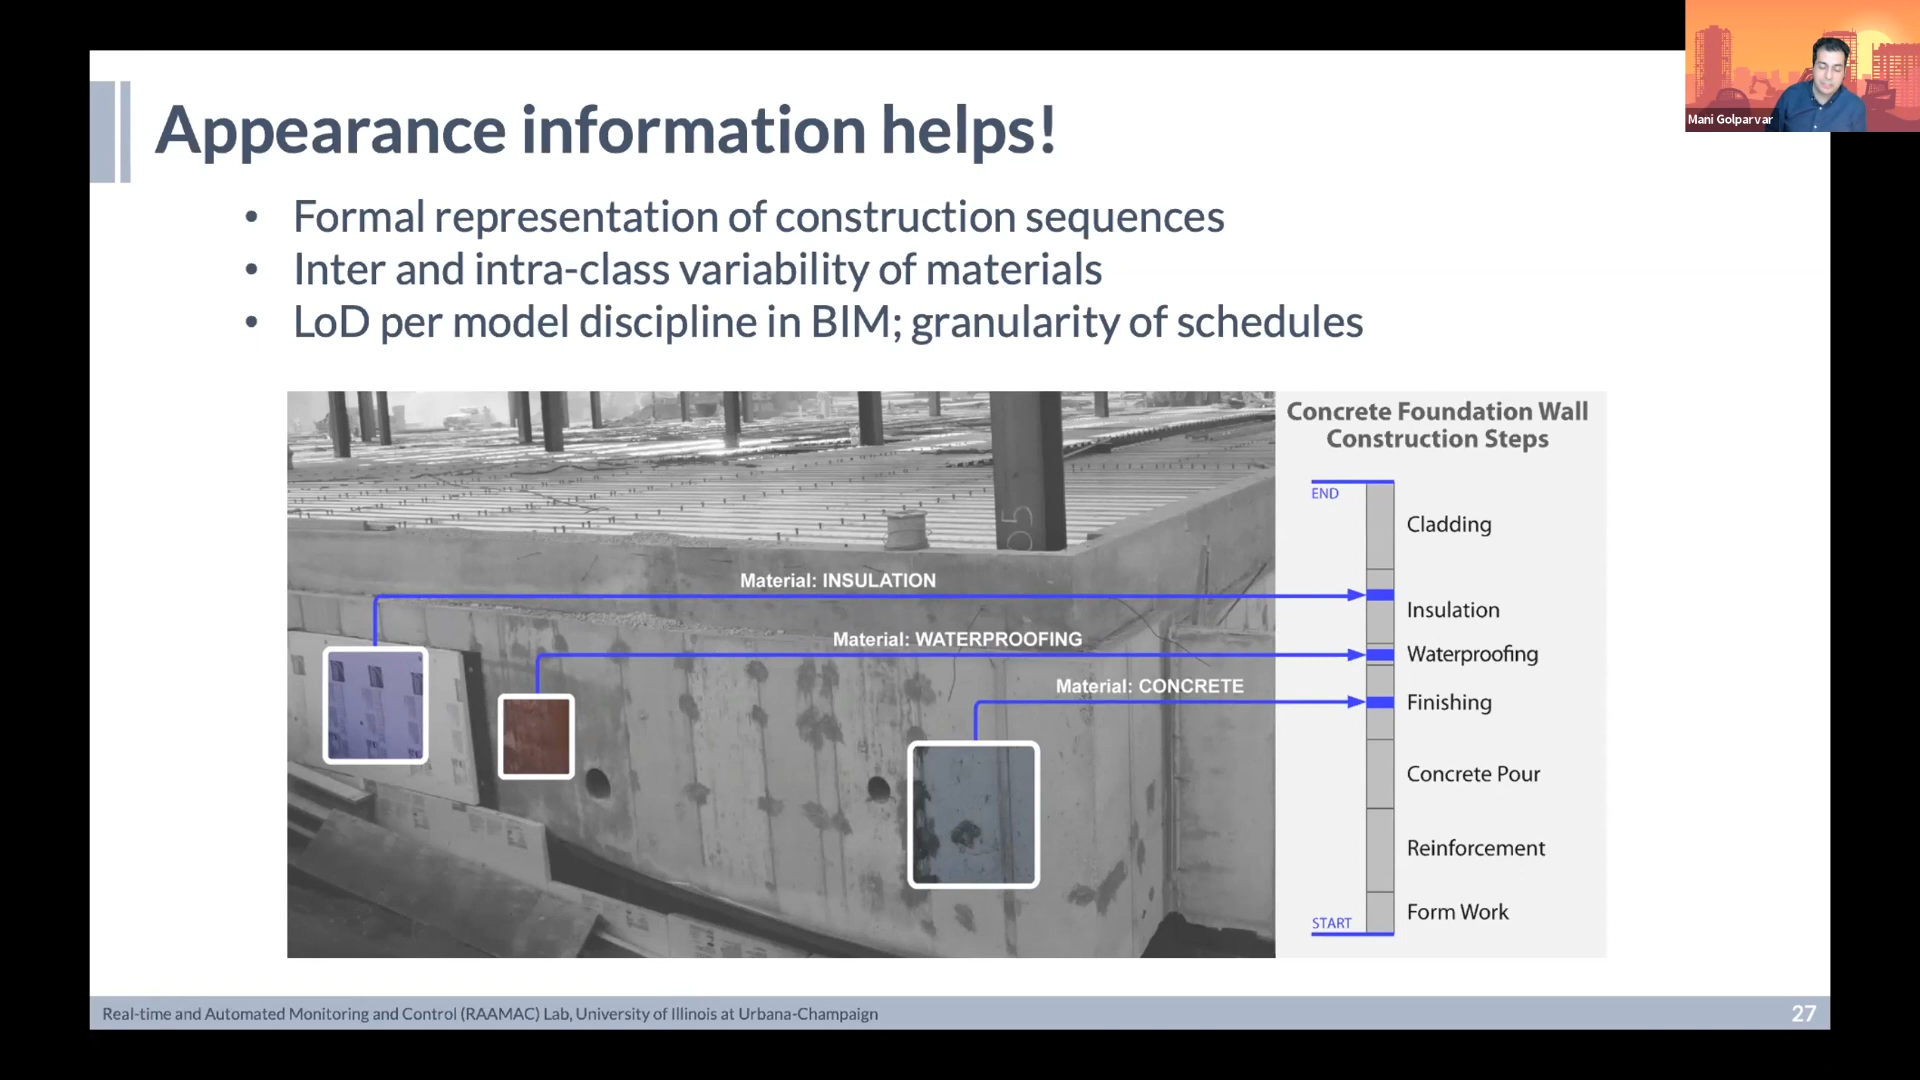 Mani Golparvar
Appearance information helps!
• Formal representation of construction sequences
• Inter and intra-class variability of materials
• LoD per model discipline in BIM; granularity of schedules
Concrete Foundation Wall
Construction Steps
END
Cladding
Material: INSULATION
Insulation
Material: WATERPROOFING
Waterproofing
Material: CONCRETE
Finishing
Concrete Pour
Reinforcement
Form Work
START
05
Real-time and Automated Monitoring and Control (RAAMAC) Lab, University of Illinois at Urbana-Champaign
27